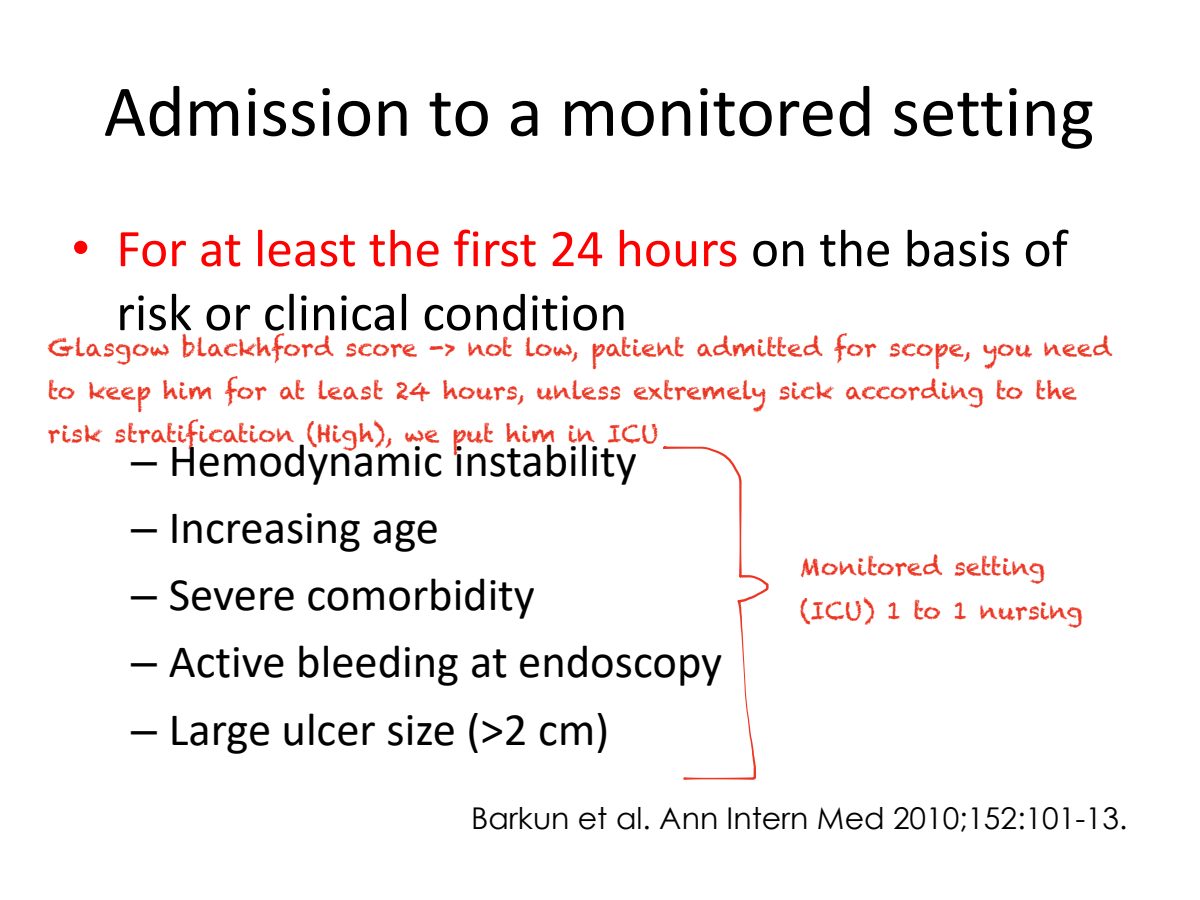 Admission to a monitored setting
• For at least the first 24 hours on the basis of
risk or clinical condition
Glasgow blackhford score -> not low, patient admitted for scope, you need
to keep him for at least 24 hours, unless extremely sick according to the
risk stratification (High), we put him in ICU
– Hemodynamic instability
– Increasing age
– Severe comorbidity
– Active bleeding at endoscopy
– Large ulcer size (>2 cm)
Monitored setting
(ICU) 1 to 1 nursing
Barkun et al. Ann Intern Med 2010;152:101-13.